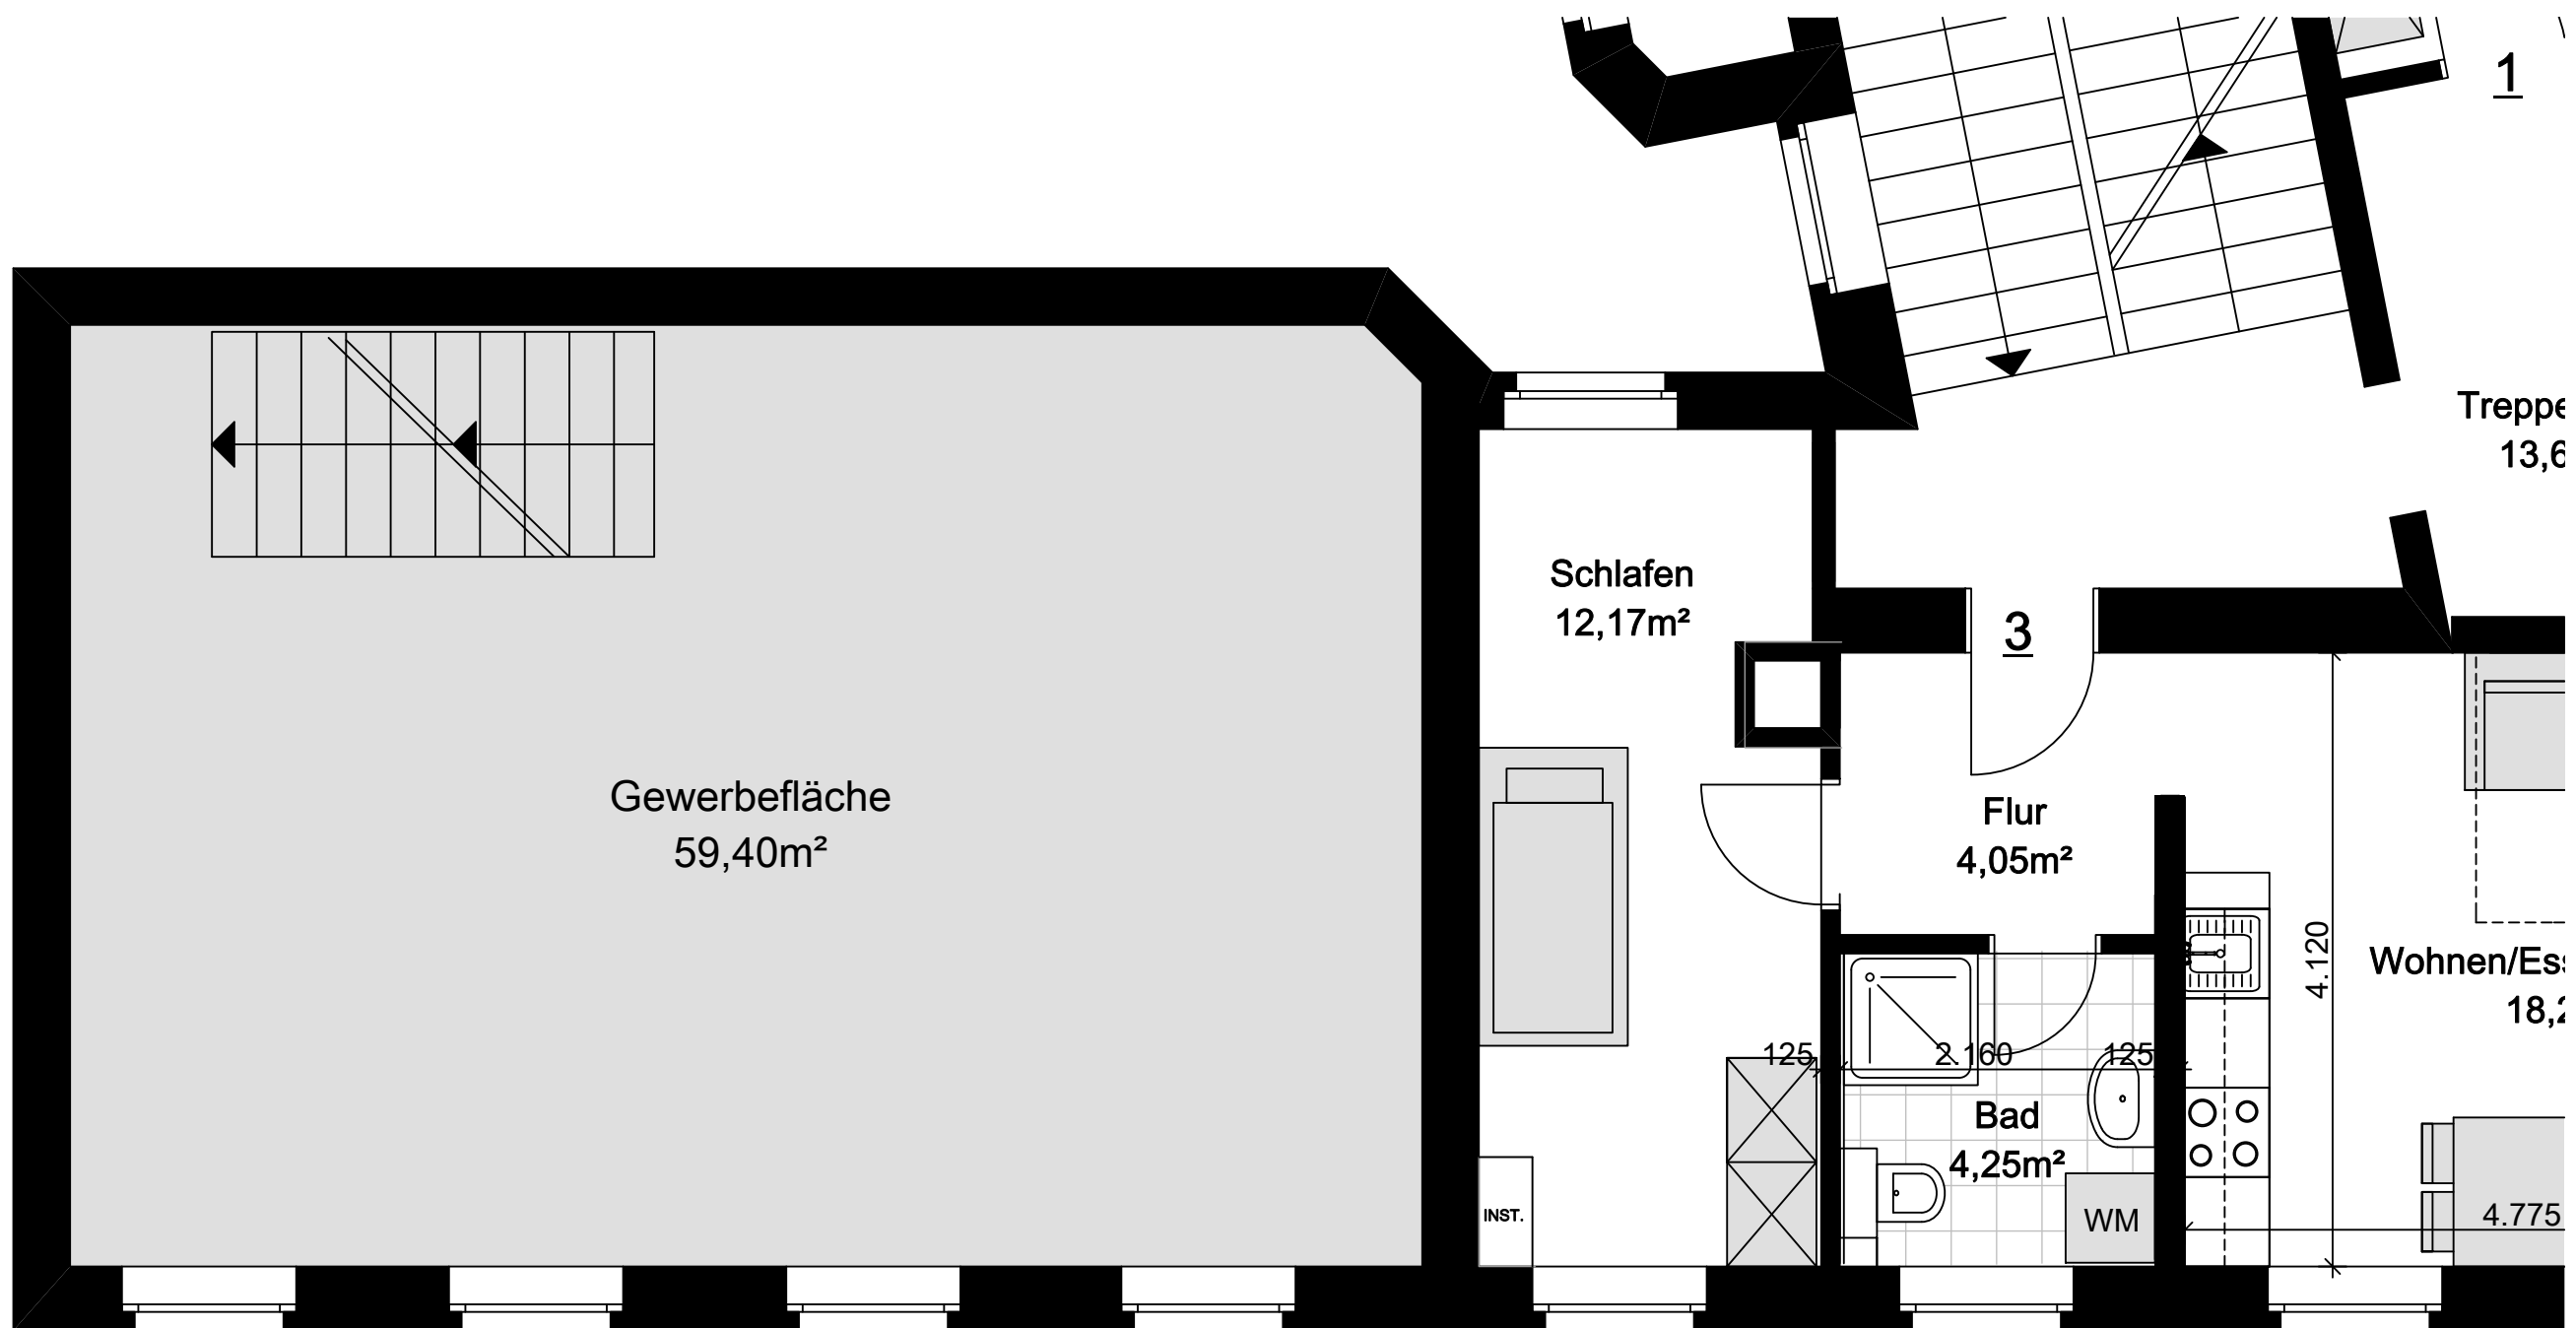 1
Treppe
13,6
Schlafen
12,17m²
3
Gewerbefläche
59,40m²
Flur
4,05m²
4.120
Wohnen/Ess
18,2
125
2.160
125
Bad
4,25m²
INST.
WM
4.775